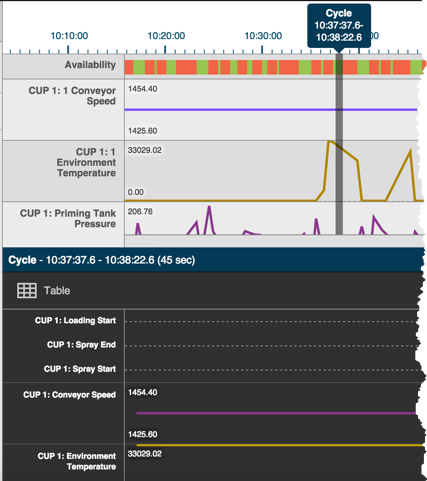 Cycle
10:37:37.6-
10:38:22.6
10:10:00
10:20:00
10:30:00
:00
Availability
CUP 1: 1 Conveyor
Speed
1454.40
1425.60
CUP 1: 1
Environment
Temperature
33029.02
0.00
CUP 1: Priming Tank
Pressure
206.76
Cycle - 10:37:37.6 - 10:38:22.6 (45 sec)
Table
CUP 1: Loading Start
CUP 1: Spray End
CUP 1: Spray Start
CUP 1: Conveyor Speed
1454.40
1425.60
CUP 1: Environment
Temperature
33029.02